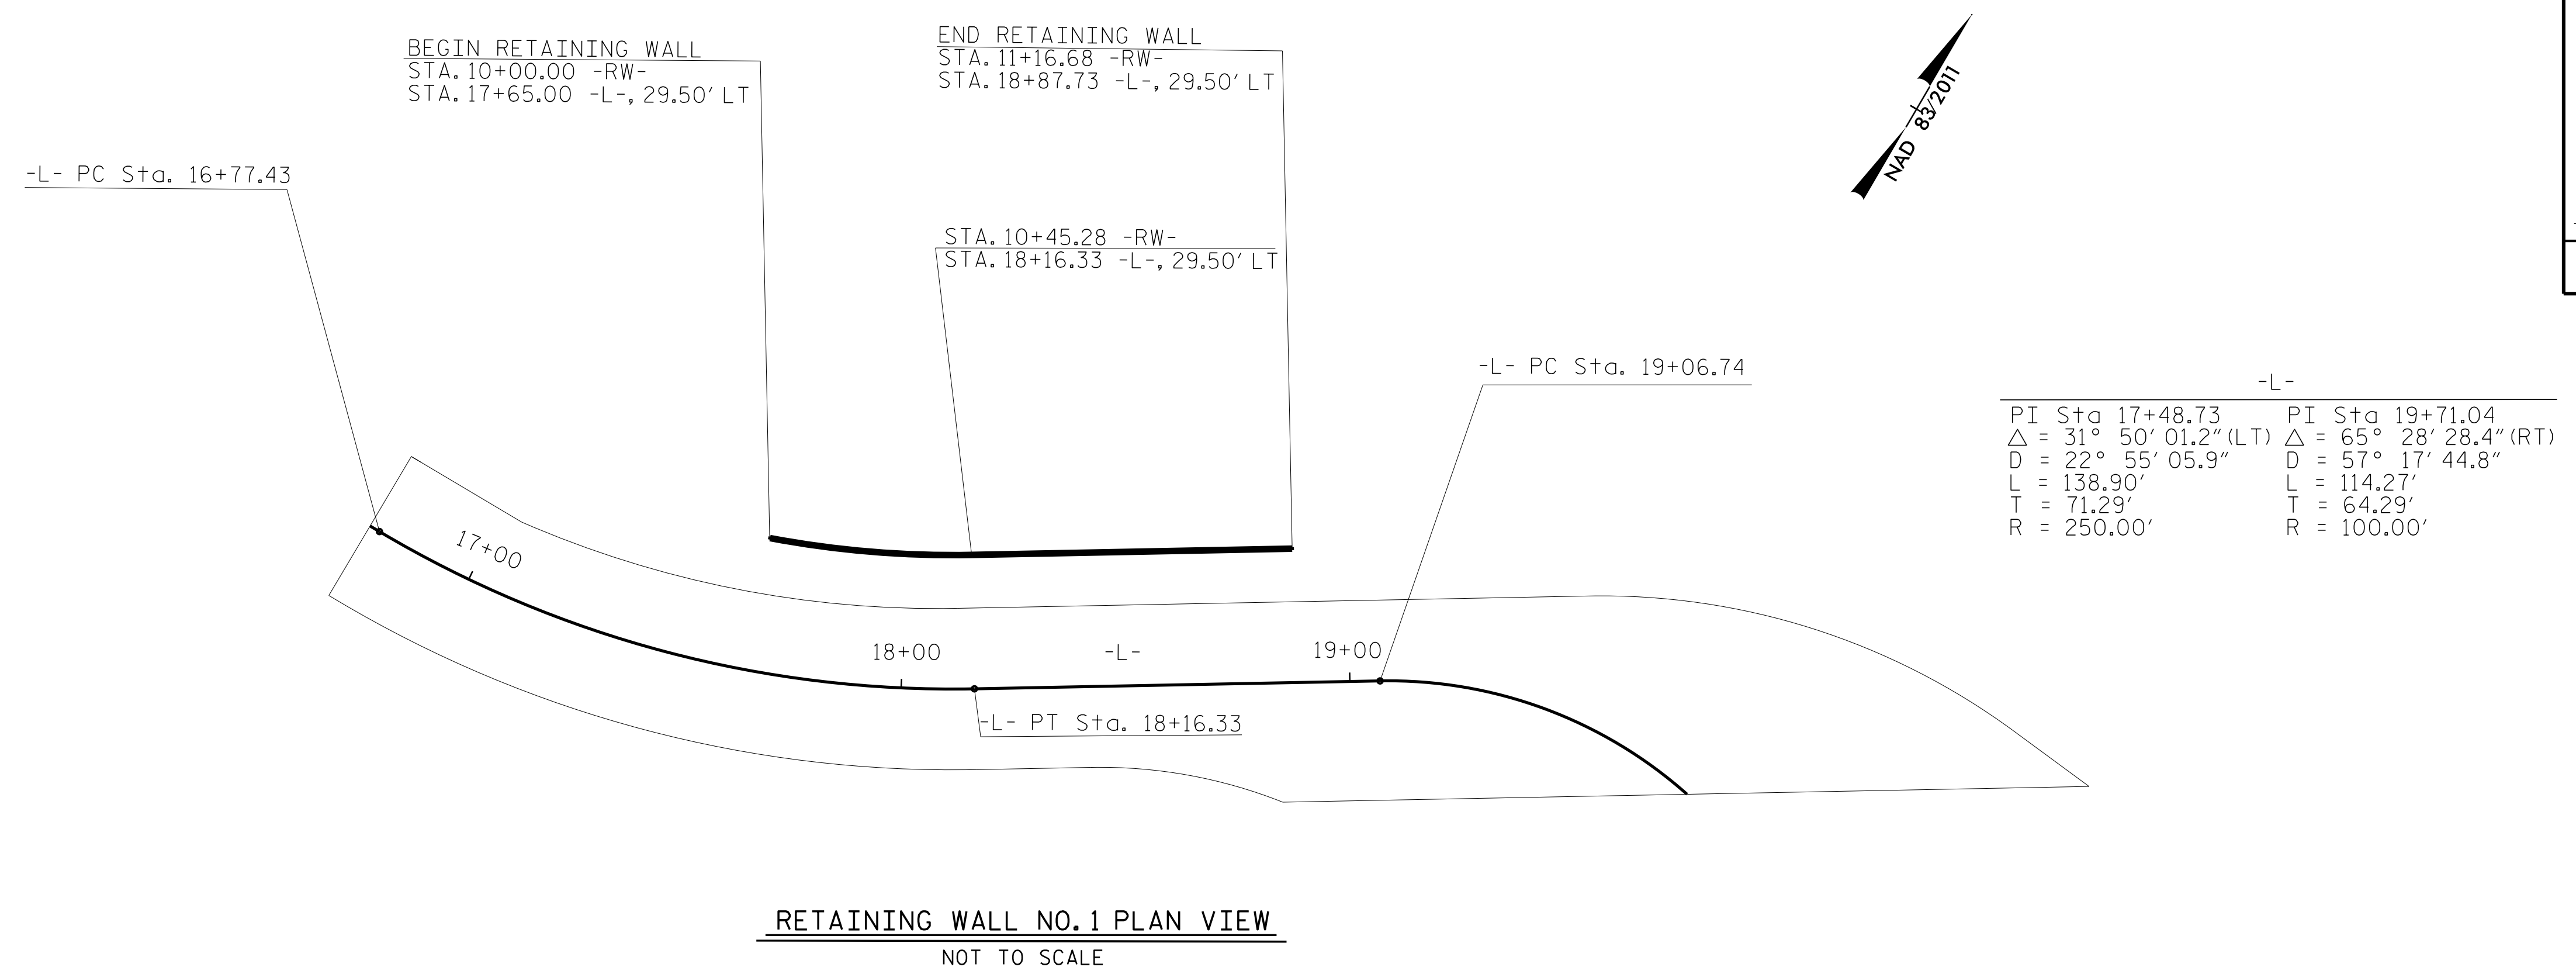 BEGIN RETAINING WALL
STA. 10+00.00 -RW-
STA. 17+65.00 -L-, 29.50' LT
END RETAINING WALL
STA. 11+16.68 -RW-
STA. 18+87.73 -L-, 29.50' LT
NAD 83/2011
-L- PC Sta. 16+77.43
STA. 10+45.28 -RW-
STA. 18+16.33 -L-, 29.50' LT
-L- PC Sta. 19+06.74
-L-
PI Sta 17+48.73
△ = 31° 50' 01.2" (LT)
D = 22° 55' 05.9"
L = 138.90'
T = 71.29'
R = 250.00'
PI Sta 19+71.04
△ = 65° 28' 28.4" (RT)
D = 57° 17' 44.8"
L = 114.27'
T = 64.29'
R = 100.00'
17+00
18+00
-L-
19+00
-L- PT Sta. 18+16.33
RETAINING WALL NO. 1 PLAN VIEW
NOT TO SCALE